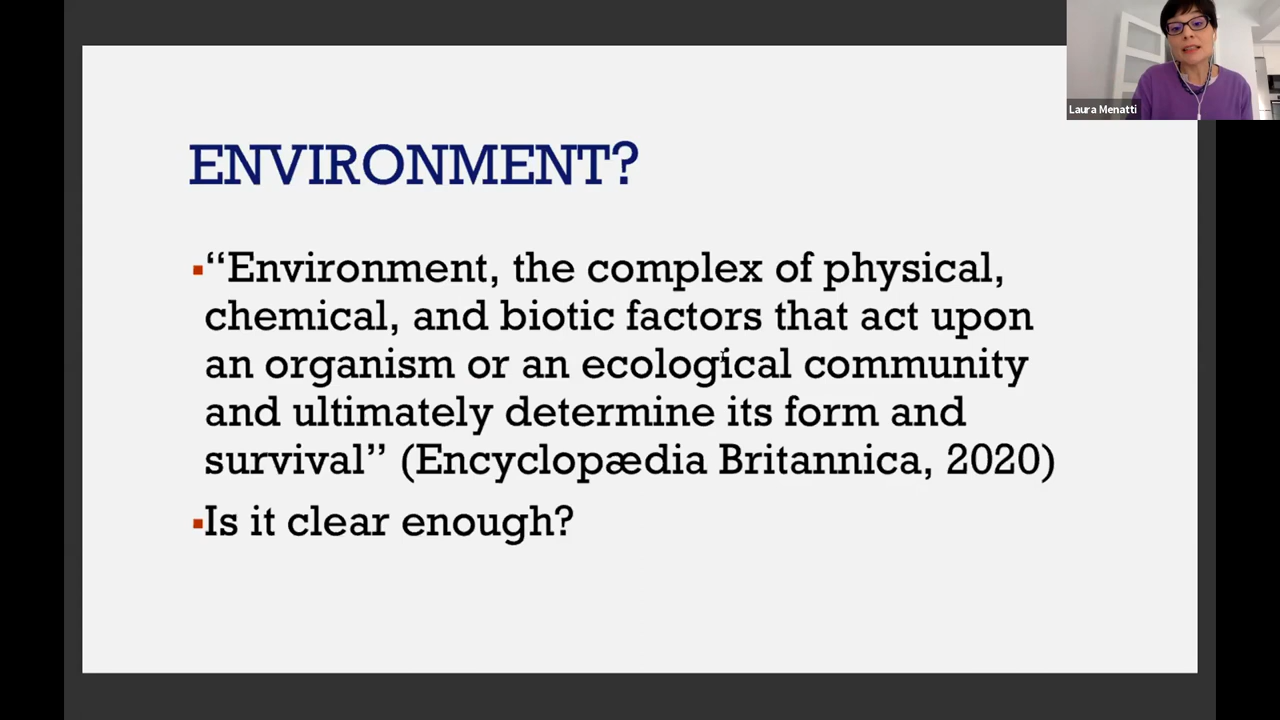 Laura Menatti
ENVIRONMENT?
▪“Environment, the complex of physical,
chemical, and biotic factors that act upon
an organism or an ecological community
and ultimately determine its form and
survival” (Encyclopædia Britannica, 2020)
▪Is it clear enough?